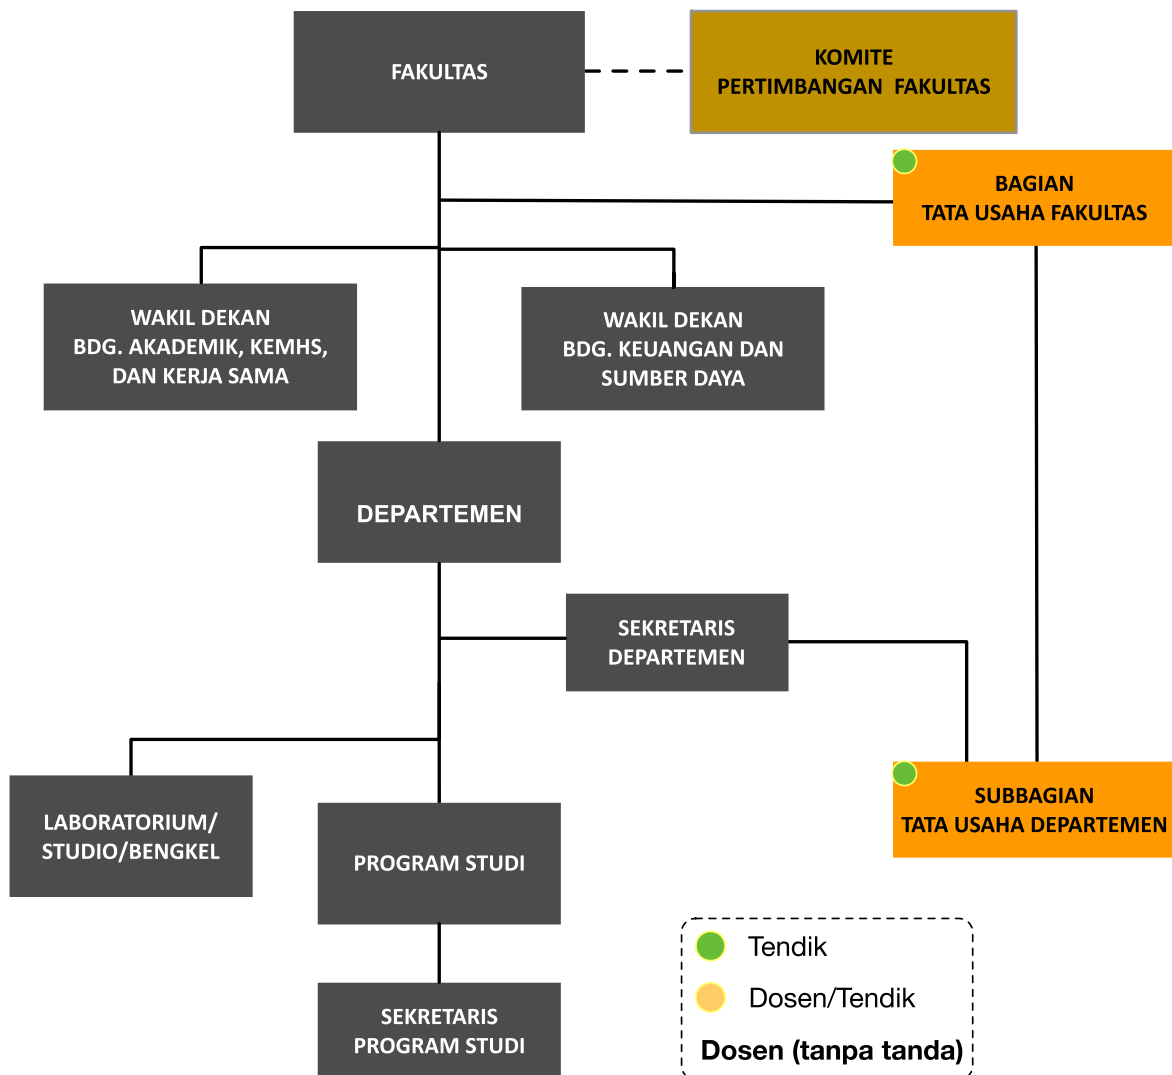 FAKULTAS
KOMITE
PERTIMBANGAN FAKULTAS
BAGIAN
TATA USAHA FAKULTAS
WAKIL DEKAN
BDG. AKADEMIK, KEMHS,
DAN KERJA SAMA
WAKIL DEKAN
BDG. KEUANGAN DAN
SUMBER DAYA
DEPARTEMEN
SEKRETARIS
DEPARTEMEN
LABORATORIUM/
STUDIO/BENGKEL
PROGRAM STUDI
SUBBAGIAN
TATA USAHA DEPARTEMEN
SEKRETARIS
PROGRAM STUDI
Tendik
Dosen/Tendik
Dosen (tanpa tanda)